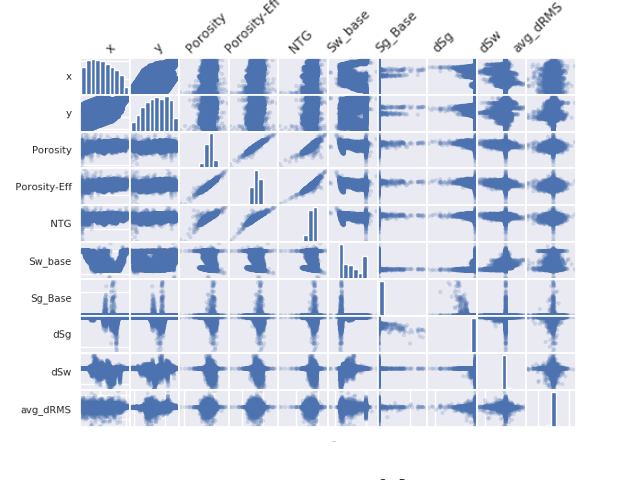 x y Porosity Porosity-Eff NTG Sw_base Sg_Base dSg dSw avg_dRMS
x
y
Porosity
Porosity-Eff
NTG
Sw_base
Sg_Base
dSg
dSw
avg_dRMS